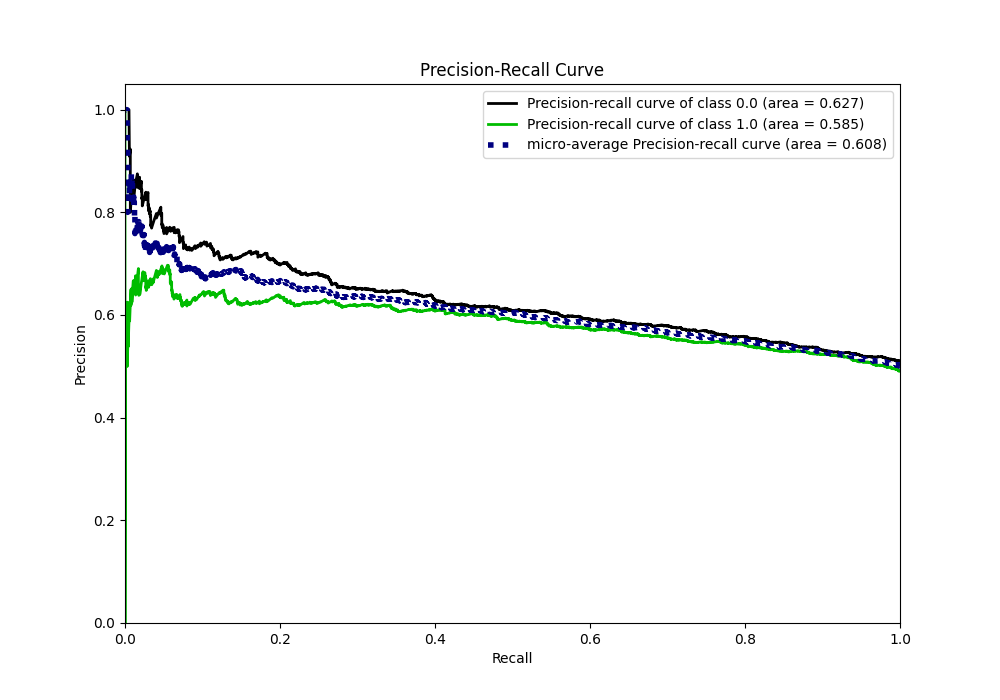 Precision-Recall Curve
Precision-recall curve of class 0.0 (area = 0.627)
Precision-recall curve of class 1.0 (area = 0.585)
micro-average Precision-recall curve (area = 0.608)
1.0
0.8
0.6
0.4
0.2
0.0
Precision
0.0 0.2 0.4 0.6 0.8 1.0
Recall